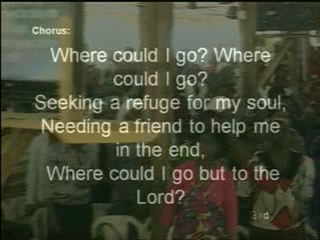 Chorus:
Where could I go? Where
could I go?
Seeking a refuge for my soul,
Needing a friend to help me
in the end,
Where could I go but to the
Lord?